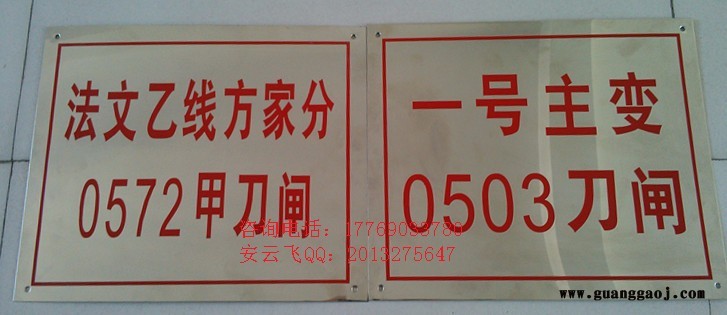 法文乙线方家分
0572甲刀闸
一号主变
0503刀闸
咨询电话：17769033780
安云飞QQ：2013275647
www.guanggaoj.com